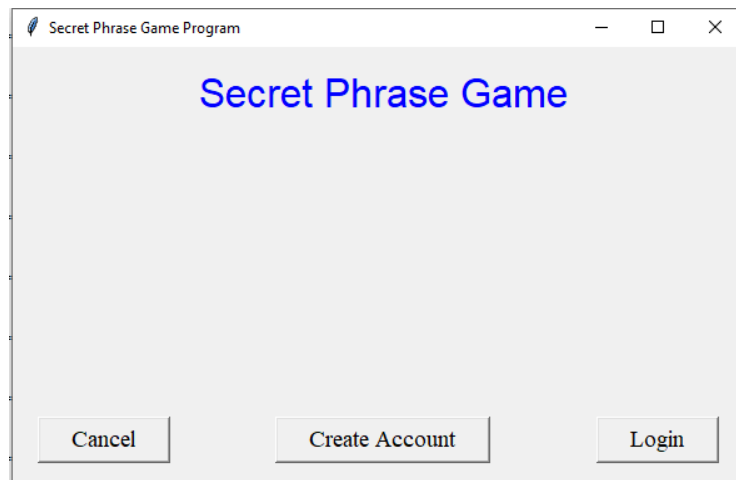 Secret Phrase Game Program
Secret Phrase Game
Cancel Create Account Login